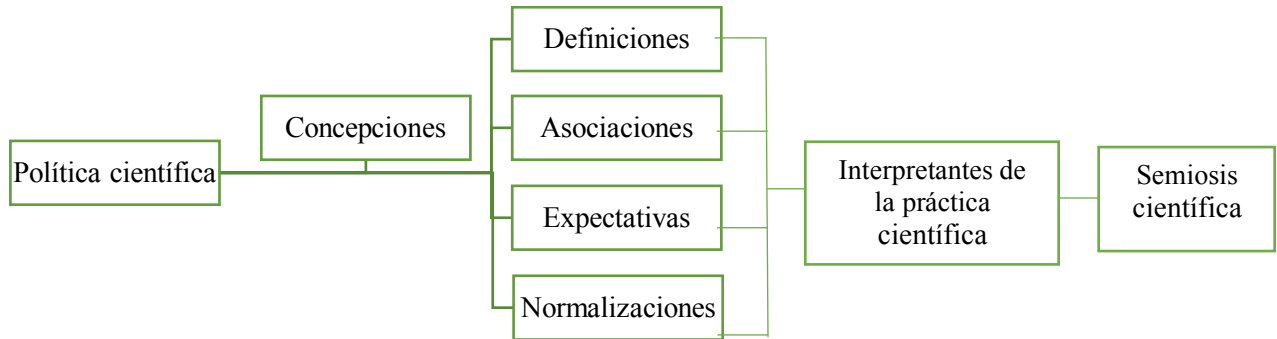 Política científica
Concepciones
Definiciones
Asociaciones
Expectativas
Normalizaciones
Interpretantes de
la práctica
científica
Semiosis
científica